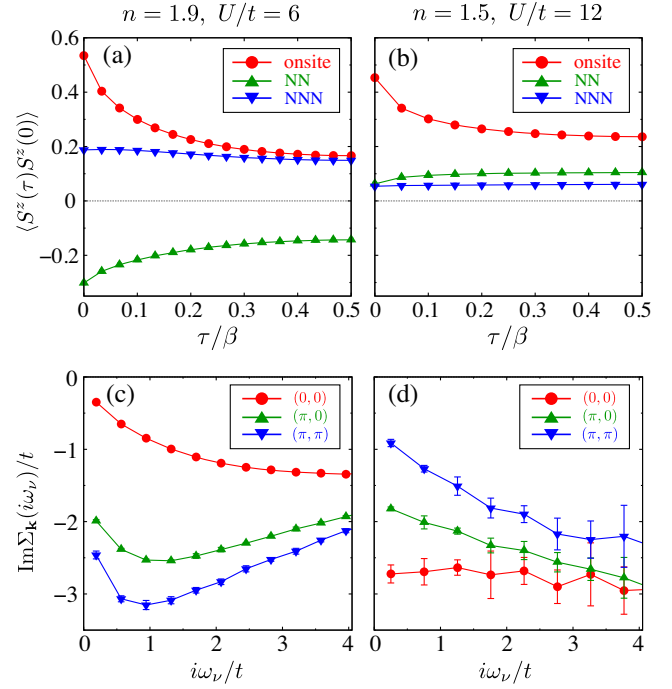 n = 1.9, U/t = 6
n = 1.5, U/t = 12
⟨S^z(τ)S^z(0)⟩
0.6
0.4
0.2
0
−0.2
(a)
onsite
NN
NNN
0
0.1
0.2
0.3
0.4
0.5
τ/β
(b)
onsite
NN
NNN
0
0.1
0.2
0.3
0.4
0.5
τ/β
ImΣ_k(iω_ν)/t
0
−1
−2
−3
(c)
(0, 0)
(π, 0)
(π, π)
0
1
2
3
4
iω_ν/t
(d)
(0, 0)
(π, 0)
(π, π)
0
1
2
3
4
iω_ν/t